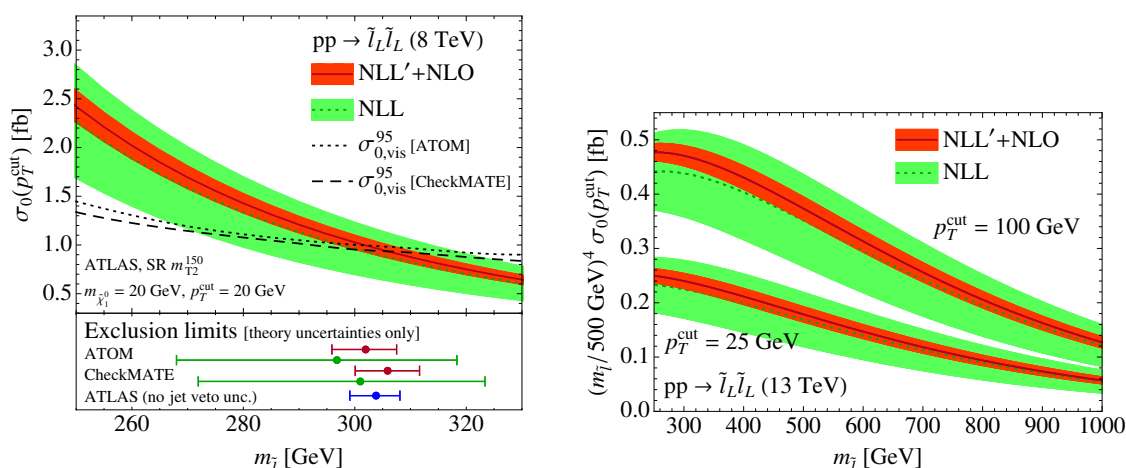 σ₀(p_T^cut) [fb]
3.0
2.5
2.0
1.5
1.0
0.5
pp → l̃_L l̃_L (8 TeV)
NLL′+NLO
NLL
σ^95_0,vis [ATOM]
σ^95_0,vis [CheckMATE]
ATLAS, SR m_T2^150
m_χ̃₁⁰ = 20 GeV, p_T^cut = 20 GeV
Exclusion limits [theory uncertainties only]
ATOM
CheckMATE
ATLAS (no jet veto unc.)
260 280 300 320
m_l̃ [GeV]
(m_l̃/500 GeV)⁴ σ₀(p_T^cut) [fb]
0.5
0.4
0.3
0.2
0.1
0.0
NLL′+NLO
NLL
p_T^cut = 100 GeV
p_T^cut = 25 GeV
pp → l̃_L l̃_L (13 TeV)
300 400 500 600 700 800 900 1000
m_l̃ [GeV]